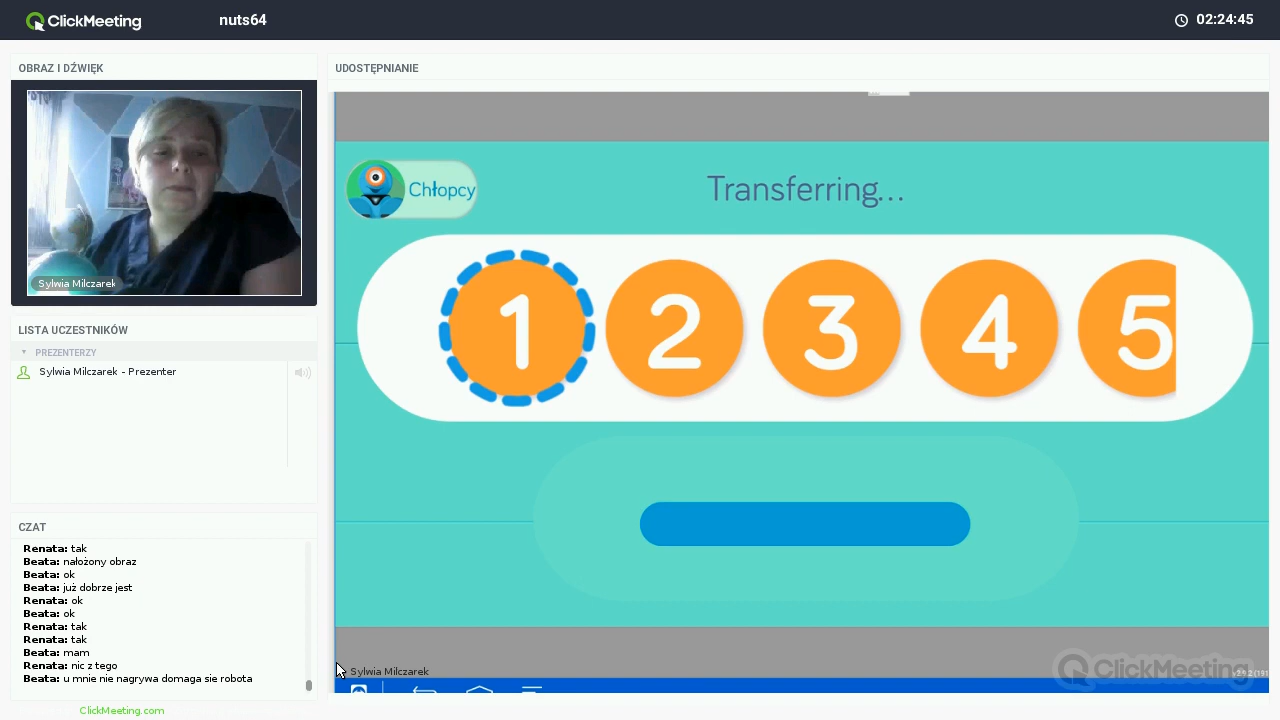 ClickMeeting
nuts64
02:24:45
OBRAZ I DŹWIĘK
Sylwia Milczarek
LISTA UCZESTNIKÓW
PREZENTERZY
Sylwia Milczarek - Prezenter
CZAT
Renata: tak
Beata: nałożony obraz
Beata: ok
Beata: już dobrze jest
Renata: ok
Beata: ok
Renata: tak
Renata: tak
Beata: mam
Renata: nic z tego
Beata: u mnie nie nagrywa domaga sie robota
ClickMeeting.com
UDOSTĘPNIANIE
Chłopcy
Transferring...
1 2 3 4 5
Sylwia Milczarek
ClickMeeting